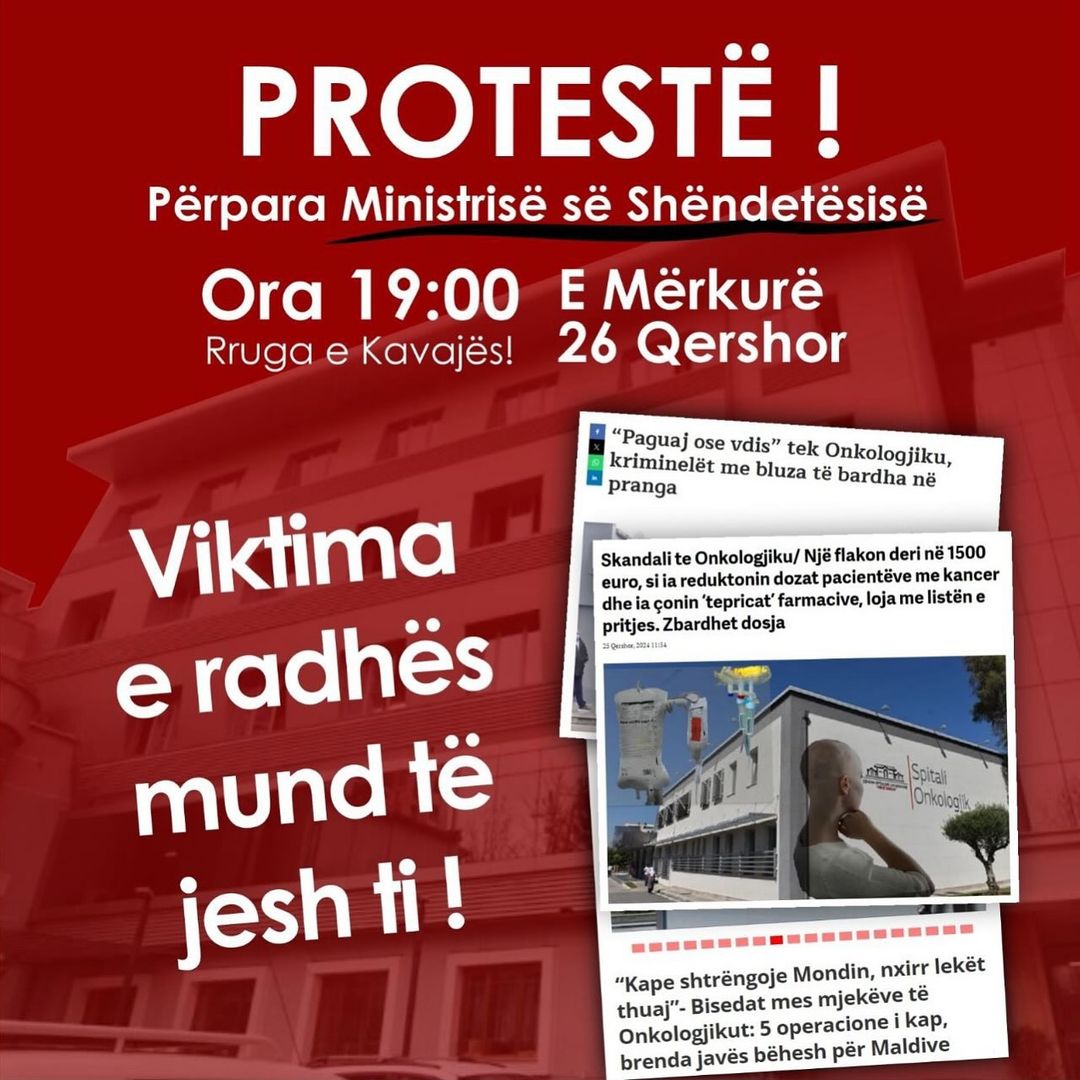 PROTESTË !
Përpara Ministrisë së Shëndetësisë
Ora 19:00
Rruga e Kavajës!
E Mërkurë
26 Qershor
Viktima
e radhës
mund të
jesh ti !
“Paguaj ose vdis” tek Onkologjiku,
kriminelët me bluza të bardha në
pranga
Skandali te Onkologjiku/ Një flakon deri në 1500
euro, si ia reduktonin dozat pacientëve me kancer
dhe ia çonin ‘tepricat’ farmacive, loja me listën e
pritjes. Zbardhet dosja
25 Qershor, 2024 11:54
Spitali
Onkologjik
“Kape shtrëngoje Mondin, nxirr lekët
thuaj”- Bisedat mes mjekëve të
Onkologjikut: 5 operacione i kap,
brenda javës bëhesh për Maldive